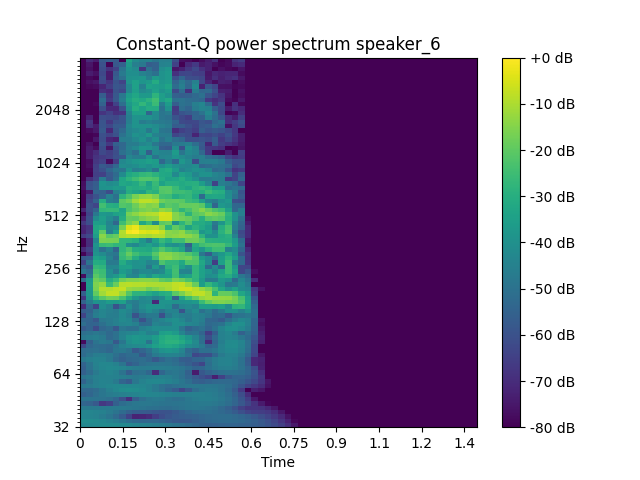 Constant-Q power spectrum speaker_6
Hz
2048
1024
512
256
128
64
32
0 0.15 0.3 0.45 0.6 0.75 0.9 1.1 1.2 1.4
Time
+0 dB
-10 dB
-20 dB
-30 dB
-40 dB
-50 dB
-60 dB
-70 dB
-80 dB